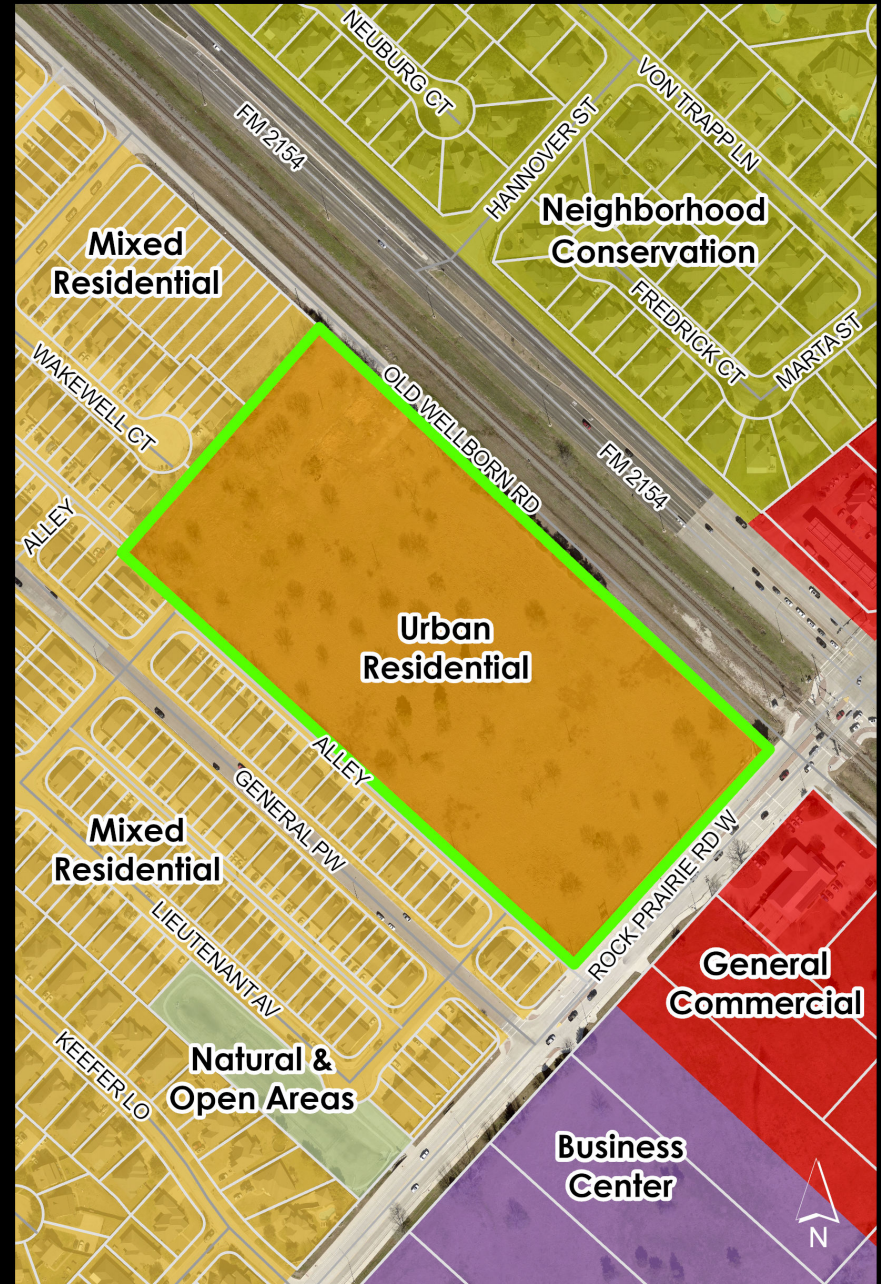 NEUBURG CT
VON TRAPP LN
FM 2154
HANNOVER ST
Neighborhood
Conservation
Mixed
Residential
FREDRICK CT
MARTA ST
WAKEWELL CT
OLD WELLBORN RD
FM 2154
ALLEY
Urban
Residential
ALLEY
GENERAL PW
Mixed
Residential
ROCK PRAIRIE RD W
LIEUTENANT AV
General
Commercial
KEEFER LO
Natural &
Open Areas
Business
Center
N